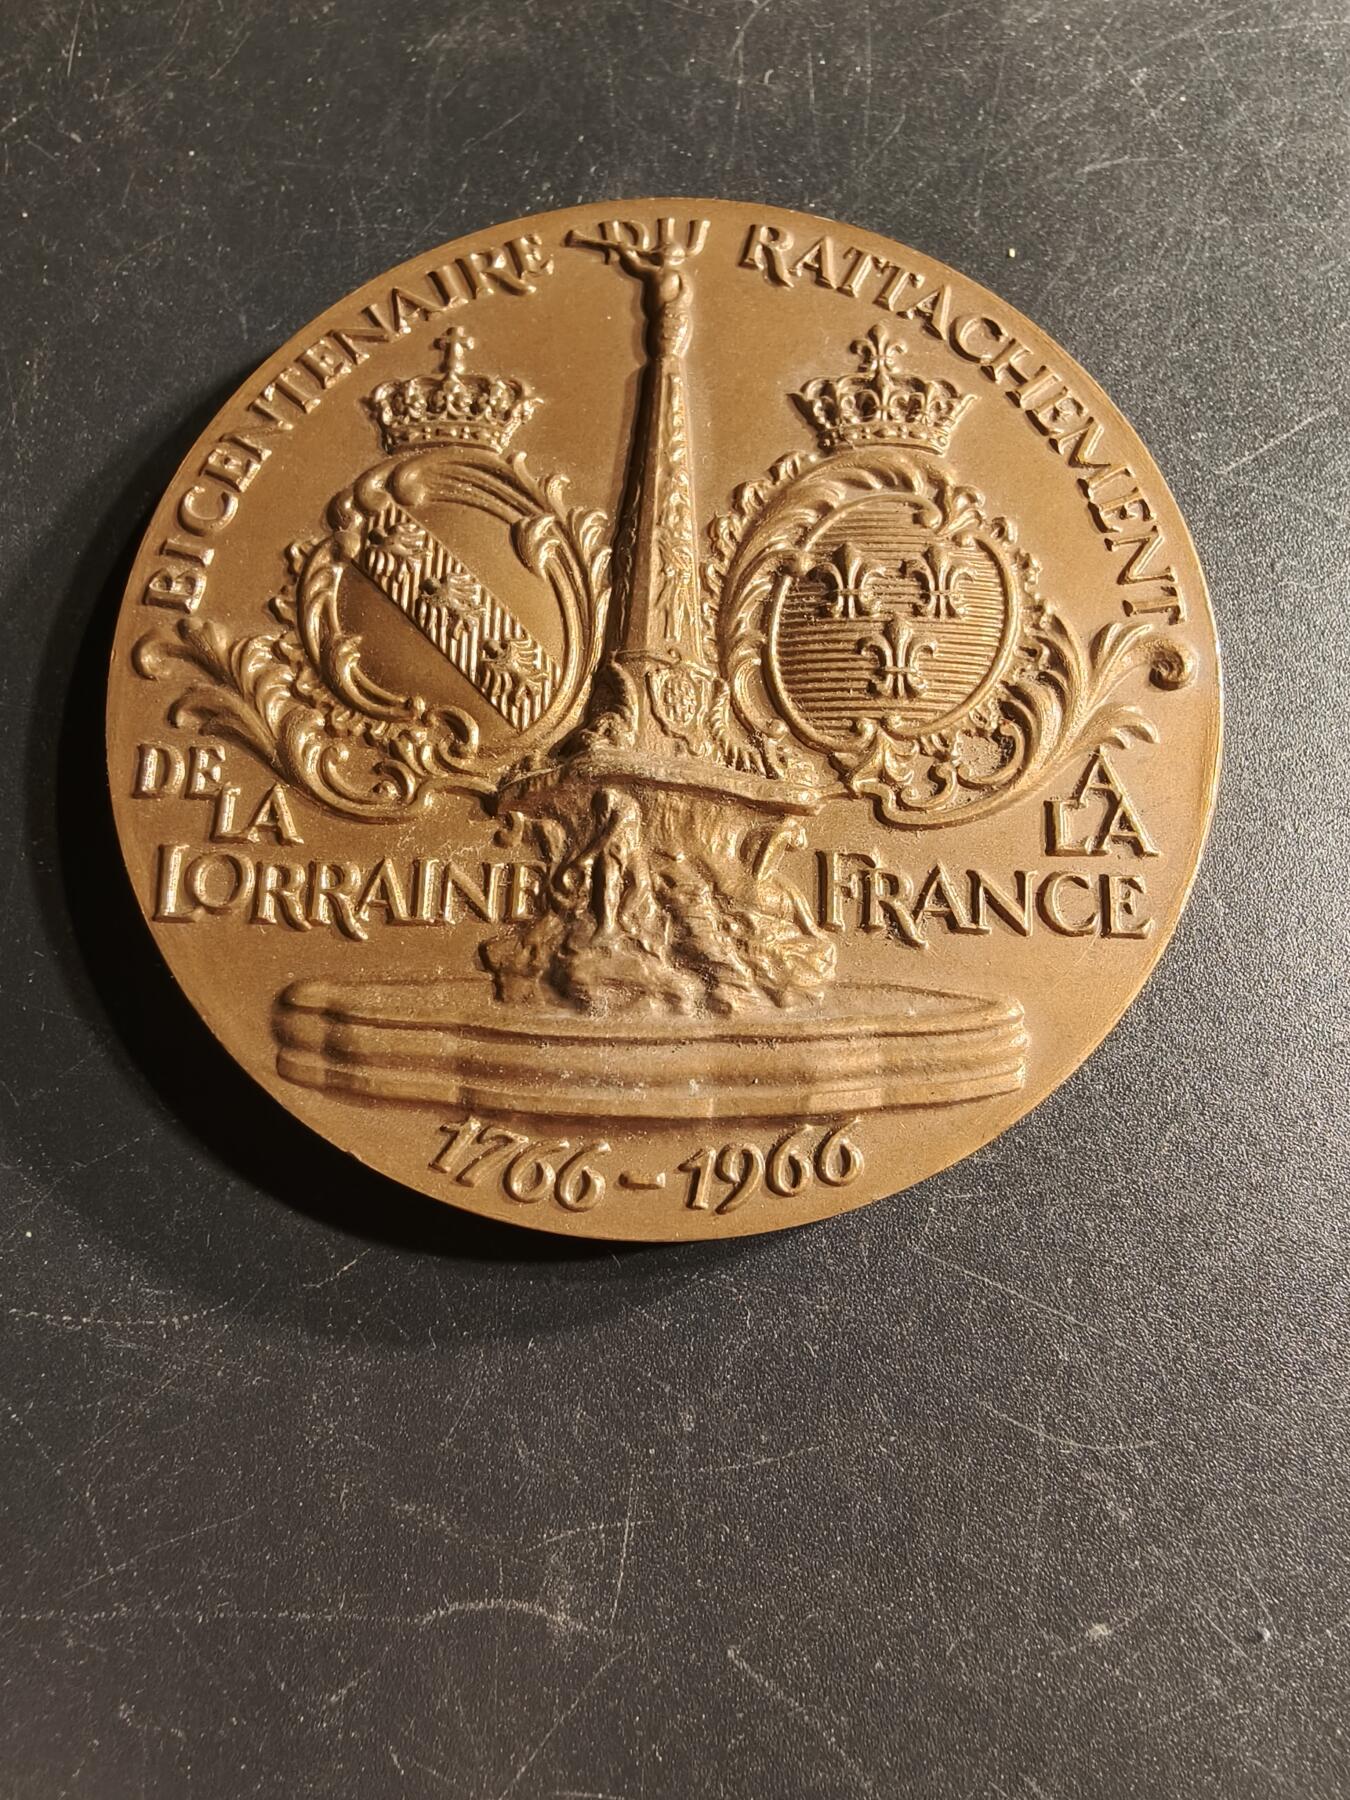 BICENTENAIRE DU RATTACHEMENT
DE LA LORRAINE
A LA FRANCE
1766-1966